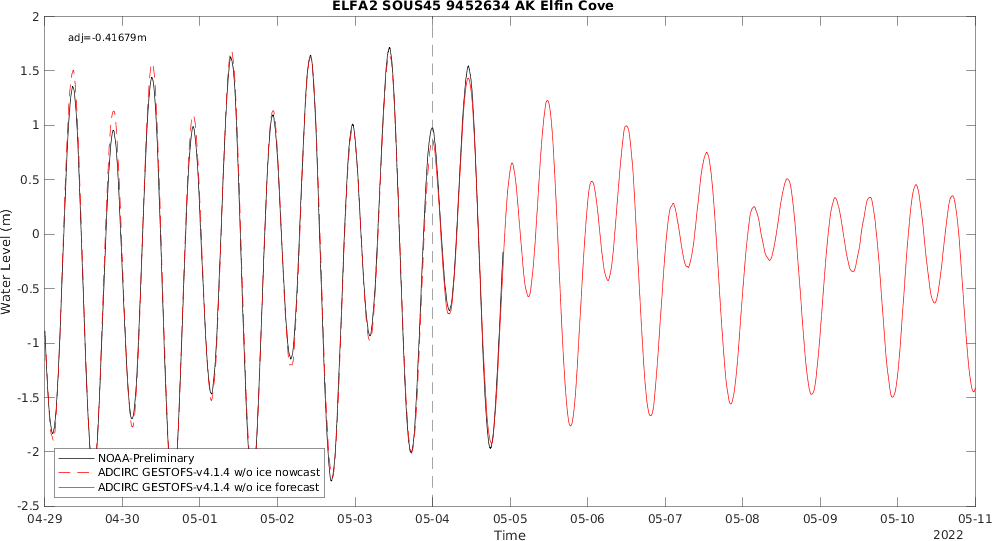 ELFA2 SOUS45 9452634 AK Elfin Cove
adj=-0.41679m
Water Level (m)
2
1.5
1
0.5
0
-0.5
-1
-1.5
-2
-2.5
NOAA-Preliminary
ADCIRC GESTOFS-v4.1.4 w/o ice nowcast
ADCIRC GESTOFS-v4.1.4 w/o ice forecast
04-29 04-30 05-01 05-02 05-03 05-04 05-05 05-06 05-07 05-08 05-09 05-10 05-11
Time
2022